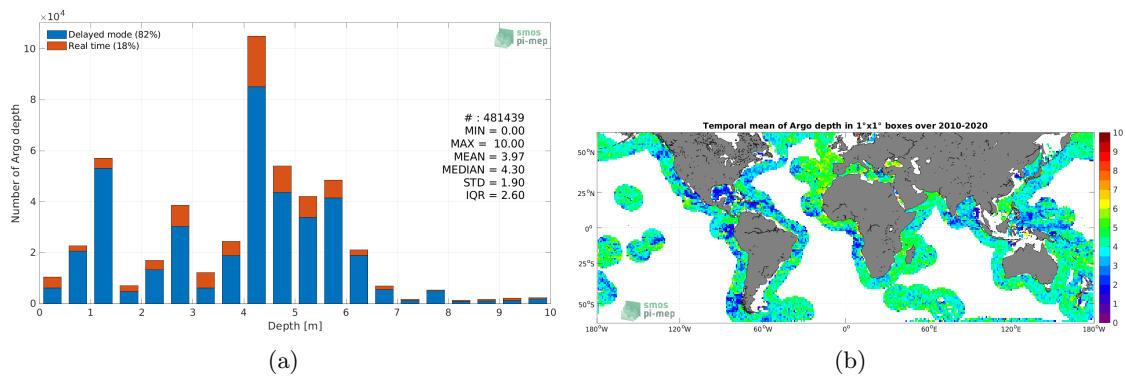 ×10⁴
Delayed mode (82%)
Real time (18%)
smos
pi-mep
10
8
6
4
2
0
Number of Argo depth
# : 481439
MIN = 0.00
MAX = 10.00
MEAN = 3.97
MEDIAN = 4.30
STD = 1.90
IQR = 2.60
0 1 2 3 4 5 6 7 8 9 10
Depth [m]
(a)
Temporal mean of Argo depth in 1°x1° boxes over 2010-2020
50°N
25°N
0°
25°S
50°S
smos
pi-mep
180°W 120°W 60°W 0° 60°E 120°E 180°W
10
9
8
7
6
5
4
3
2
1
0
(b)